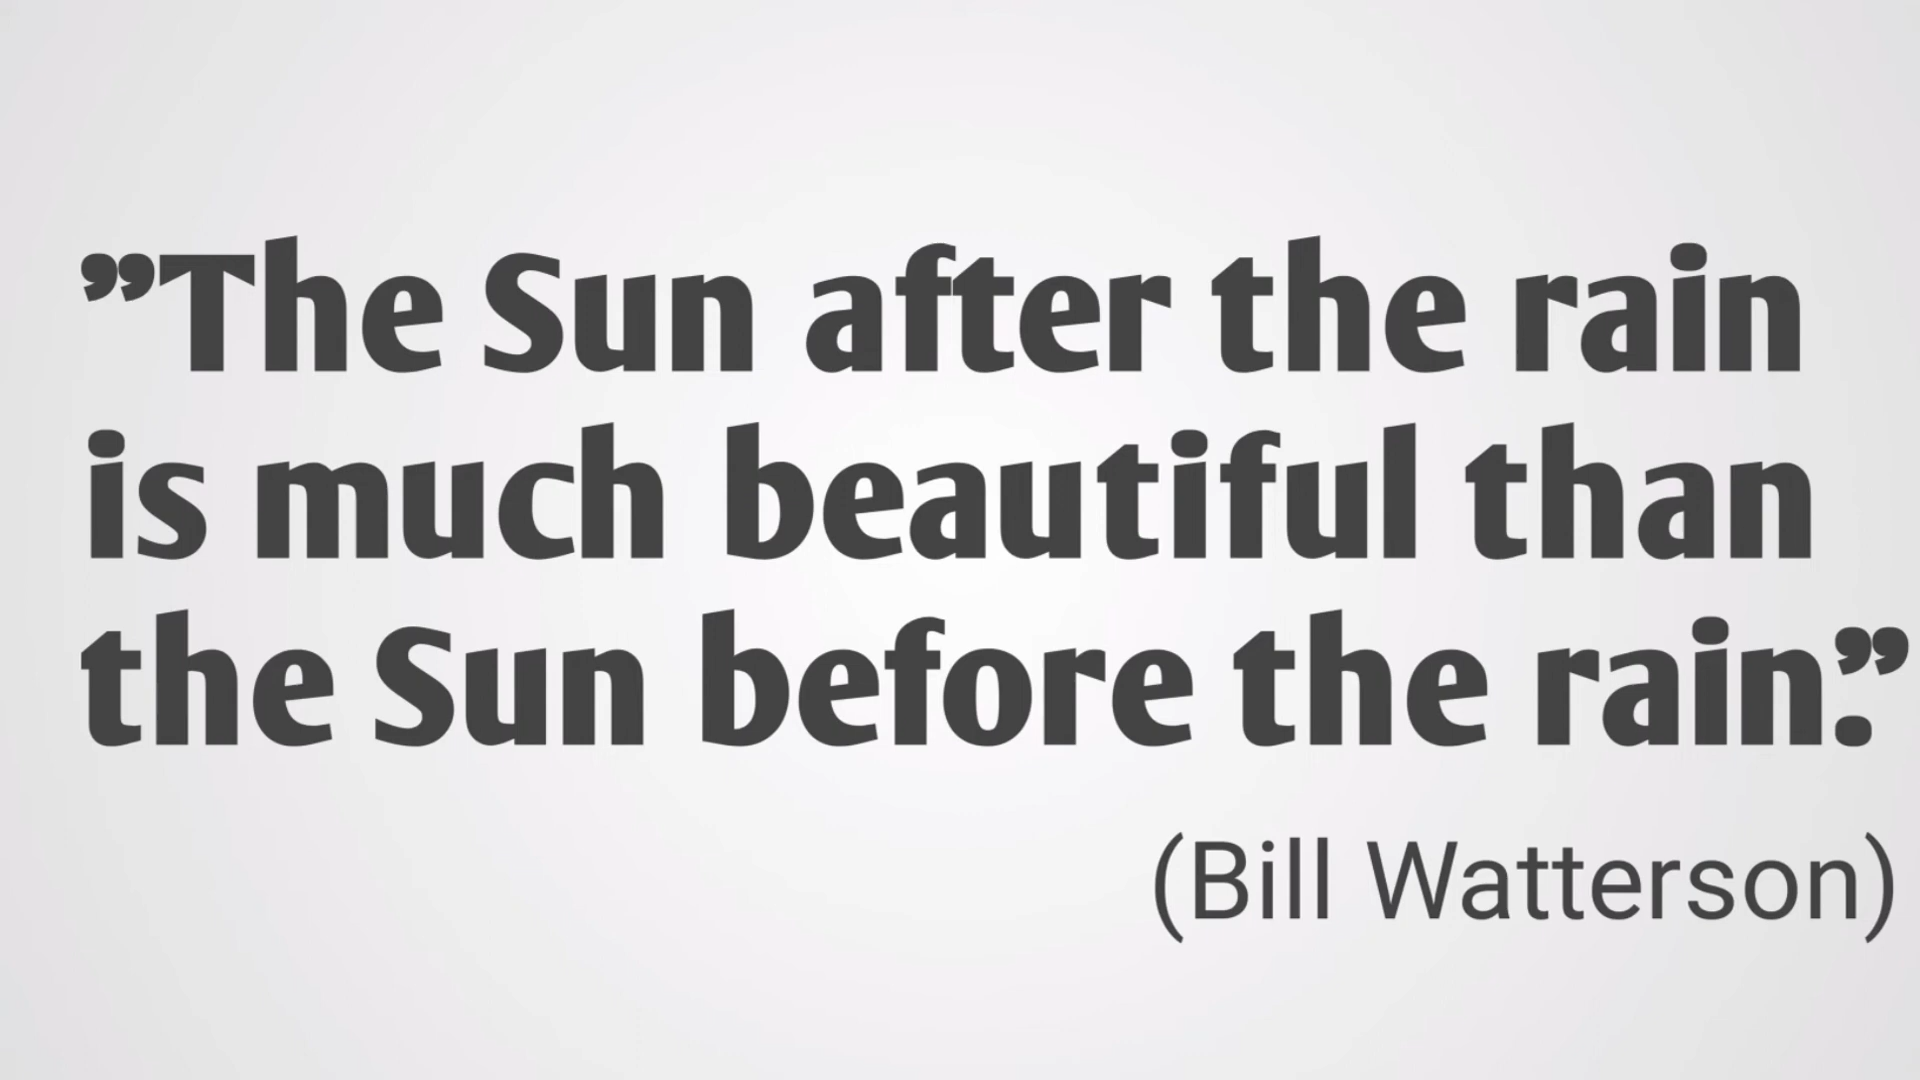 ”The Sun after the rain
is much beautiful than
the Sun before the rain.”
(Bill Watterson)